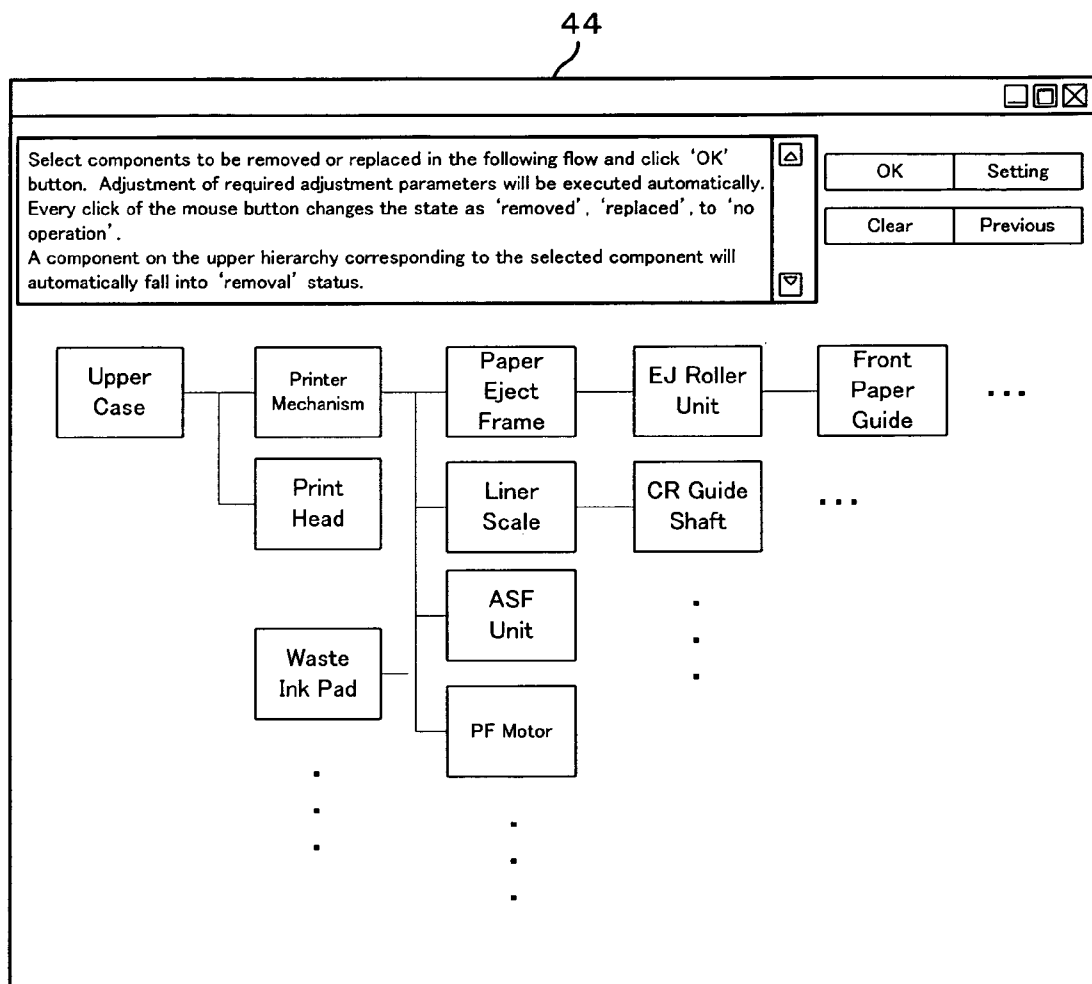 44
Select components to be removed or replaced in the following flow and click ‘OK’
button. Adjustment of required adjustment parameters will be executed automatically.
Every click of the mouse button changes the state as ‘removed’, ‘replaced’, to ‘no
operation’.
A component on the upper hierarchy corresponding to the selected component will
automatically fall into ‘removal’ status.
OK
Setting
Clear
Previous
Upper
Case
Printer
Mechanism
Paper
Eject
Frame
EJ Roller
Unit
Front
Paper
Guide
Print
Head
Liner
Scale
CR Guide
Shaft
ASF
Unit
Waste
Ink Pad
PF Motor